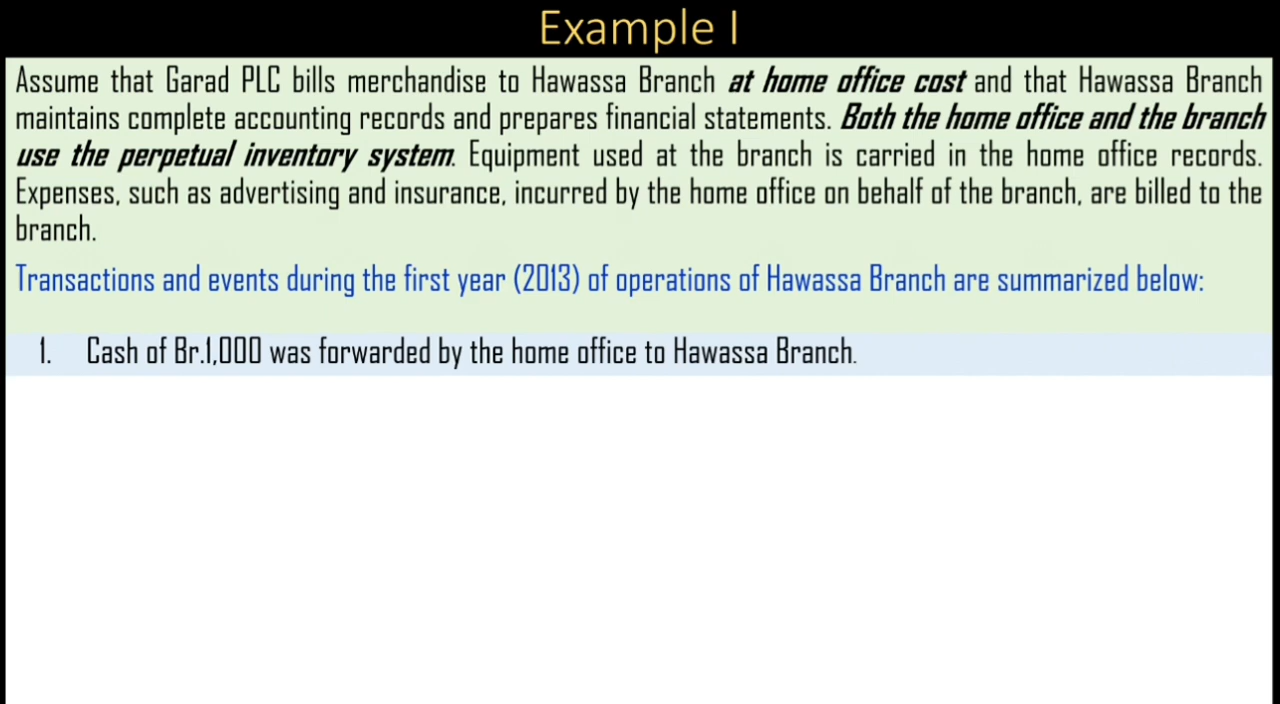 Example I
Assume that Garad PLC bills merchandise to Hawassa Branch at home office cost and that Hawassa Branch
maintains complete accounting records and prepares financial statements. Both the home office and the branch
use the perpetual inventory system. Equipment used at the branch is carried in the home office records.
Expenses, such as advertising and insurance, incurred by the home office on behalf of the branch, are billed to the
branch.
Transactions and events during the first year (2013) of operations of Hawassa Branch are summarized below:
1. Cash of Br.1,000 was forwarded by the home office to Hawassa Branch.